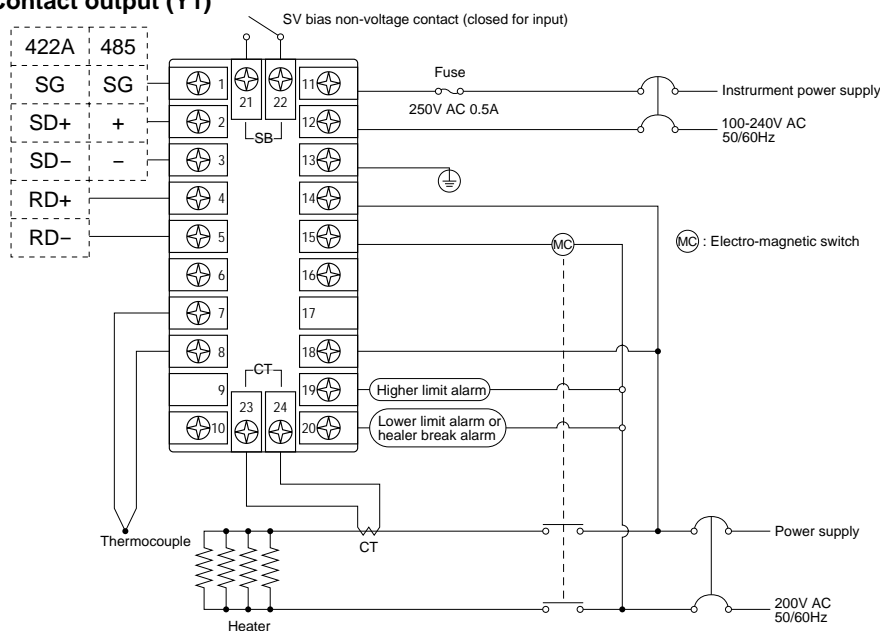 Contact output (Y1)
SV bias non-voltage contact (closed for input)
422A 485
SG SG
SD+ +
SD− −
RD+
RD−
1
2
3
4
5
6
7
8
9
10
21 22
SB
11
12
13
14
15
16
17
18
19
20
CT
23 24
Fuse
250V AC 0.5A
Instrurment power supply
100-240V AC
50/60Hz
MC
MC : Electro-magnetic switch
Higher limit alarm
Lower limit alarm or
healer break alarm
Thermocouple
CT
Heater
Power supply
200V AC
50/60Hz